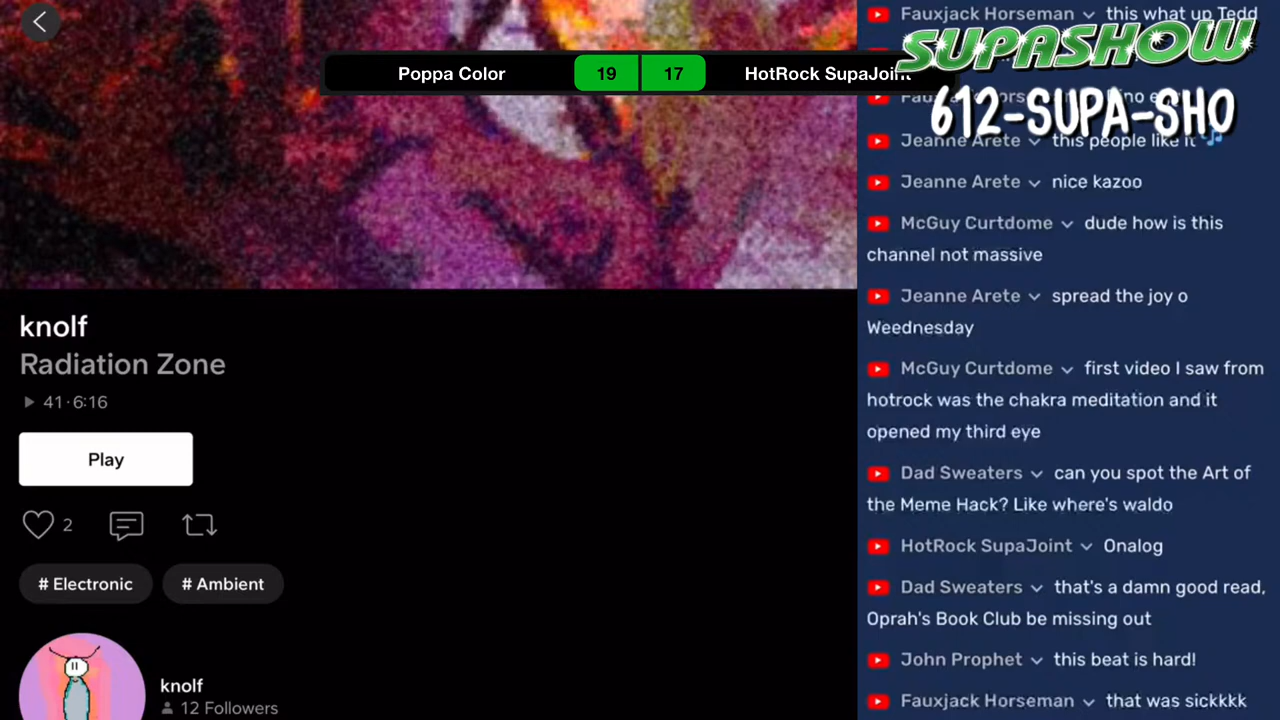 Poppa Color 19 17 HotRock SupaJoint
knolf
Radiation Zone
41 · 6:16
Play
2
# Electronic
# Ambient
knolf
12 Followers
SUPASHOW
612-SUPA-SHO
Fauxjack Horseman this what up Tedd
Jeanne Arete this people like it
Jeanne Arete nice kazoo
McGuy Curtdome dude how is this
channel not massive
Jeanne Arete spread the joy o
Weednesday
McGuy Curtdome first video I saw from
hotrock was the chakra meditation and it
opened my third eye
Dad Sweaters can you spot the Art of
the Meme Hack? Like where's waldo
HotRock SupaJoint Onalog
Dad Sweaters that's a damn good read,
Oprah's Book Club be missing out
John Prophet this beat is hard!
Fauxjack Horseman that was sickkkk